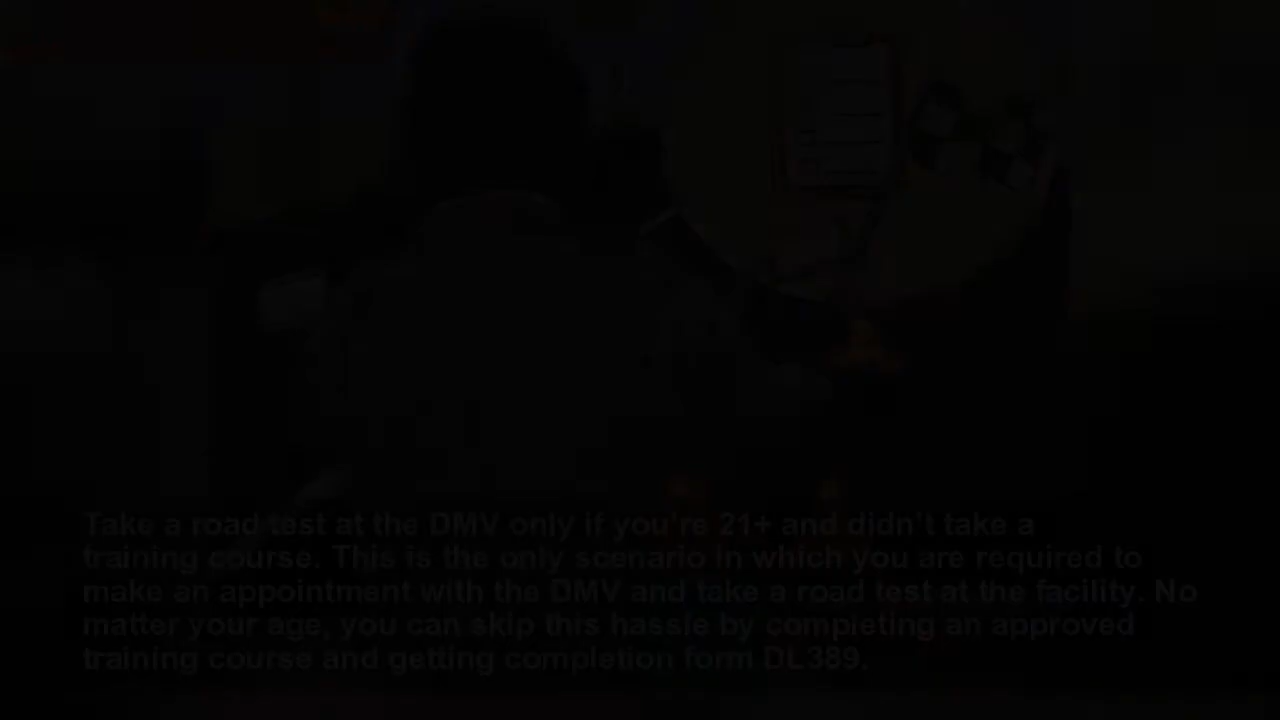 Take a road test at the DMV only if you're 21+ and didn't take a
training course. This is the only scenario in which you are required to
make an appointment with the DMV and take a road test at the facility. No
matter your age, you can skip this hassle by completing an approved
training course and getting completion form DL389.